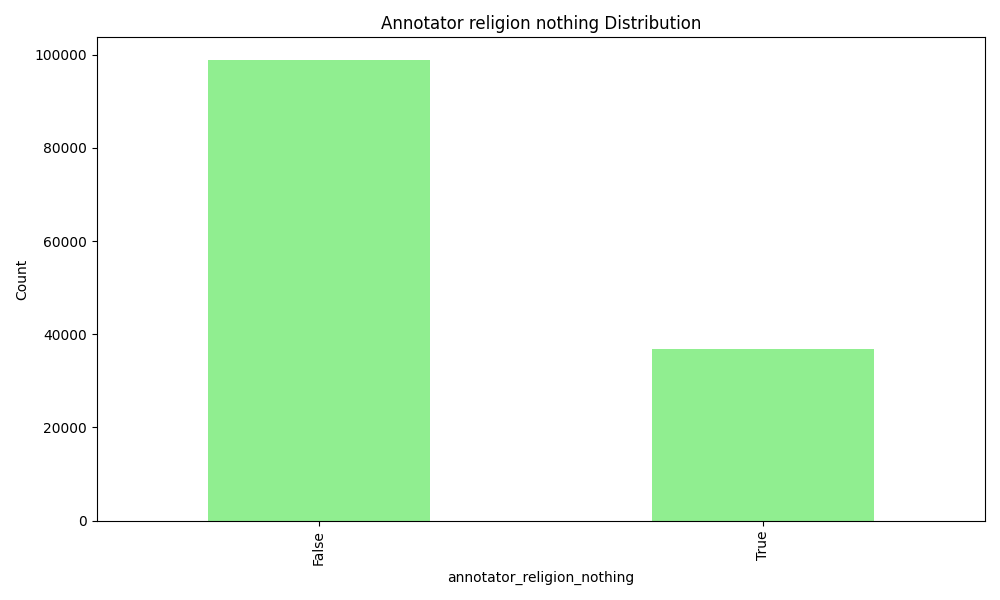 Annotator religion nothing Distribution
100000
80000
60000
40000
20000
0
Count
False
True
annotator_religion_nothing